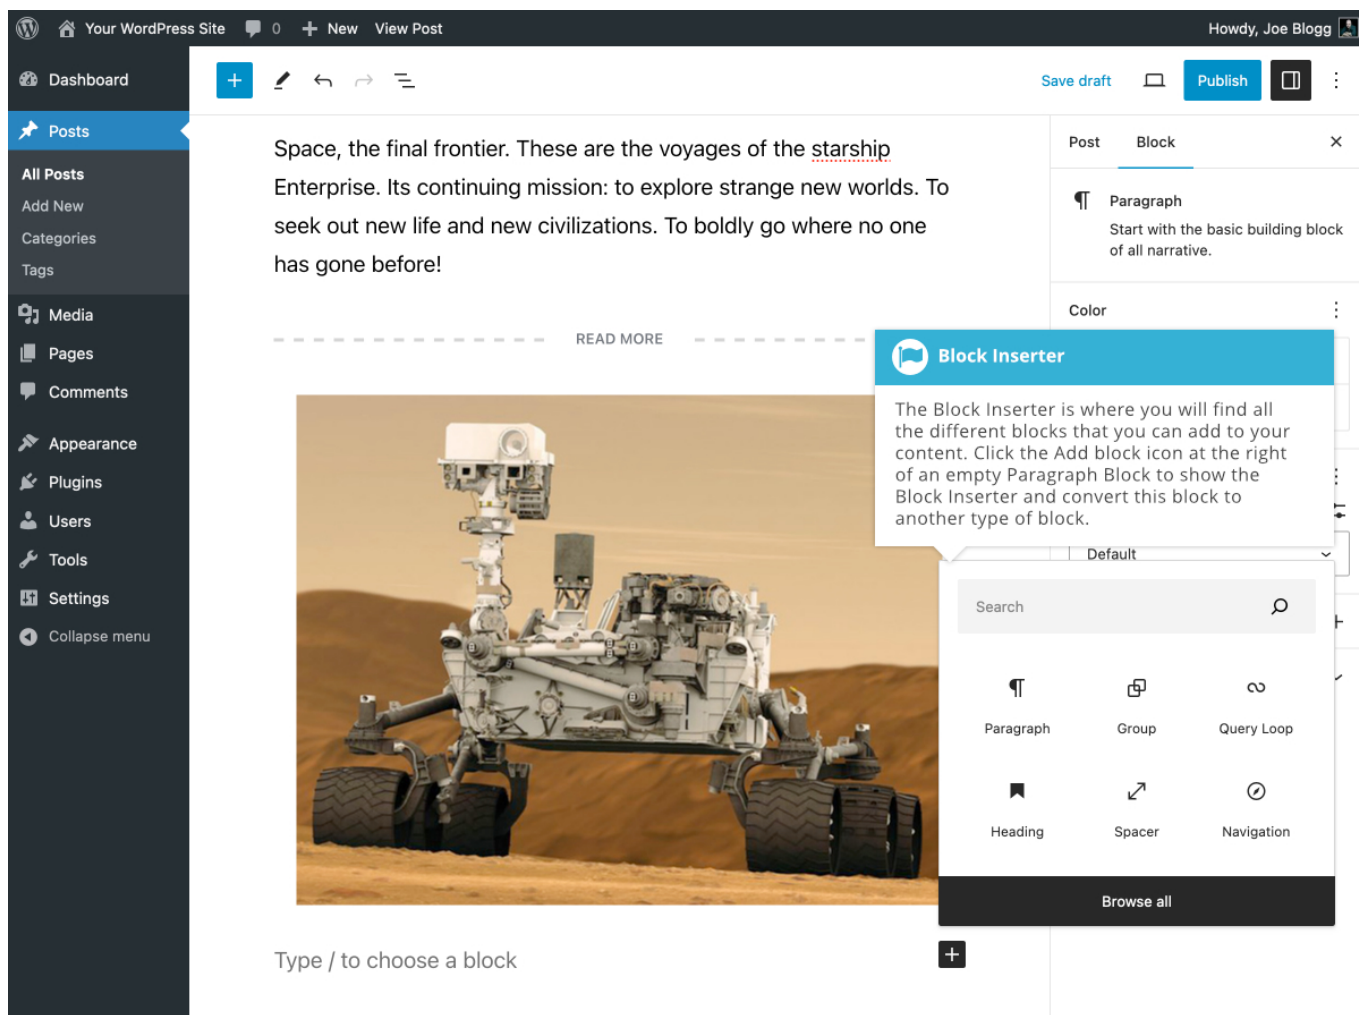 Your WordPress Site 0 New View Post Howdy, Joe Blogg
Dashboard
Posts
All Posts
Add New
Categories
Tags
Media
Pages
Comments
Appearance
Plugins
Users
Tools
Settings
Collapse menu
Save draft Publish
Space, the final frontier. These are the voyages of the starship
Enterprise. Its continuing mission: to explore strange new worlds. To
seek out new life and new civilizations. To boldly go where no one
has gone before!
READ MORE
Type / to choose a block
Post Block
Paragraph
Start with the basic building block
of all narrative.
Color
Block Inserter
The Block Inserter is where you will find all
the different blocks that you can add to your
content. Click the Add block icon at the right
of an empty Paragraph Block to show the
Block Inserter and convert this block to
another type of block.
Default
Search
Paragraph Group Query Loop
Heading Spacer Navigation
Browse all